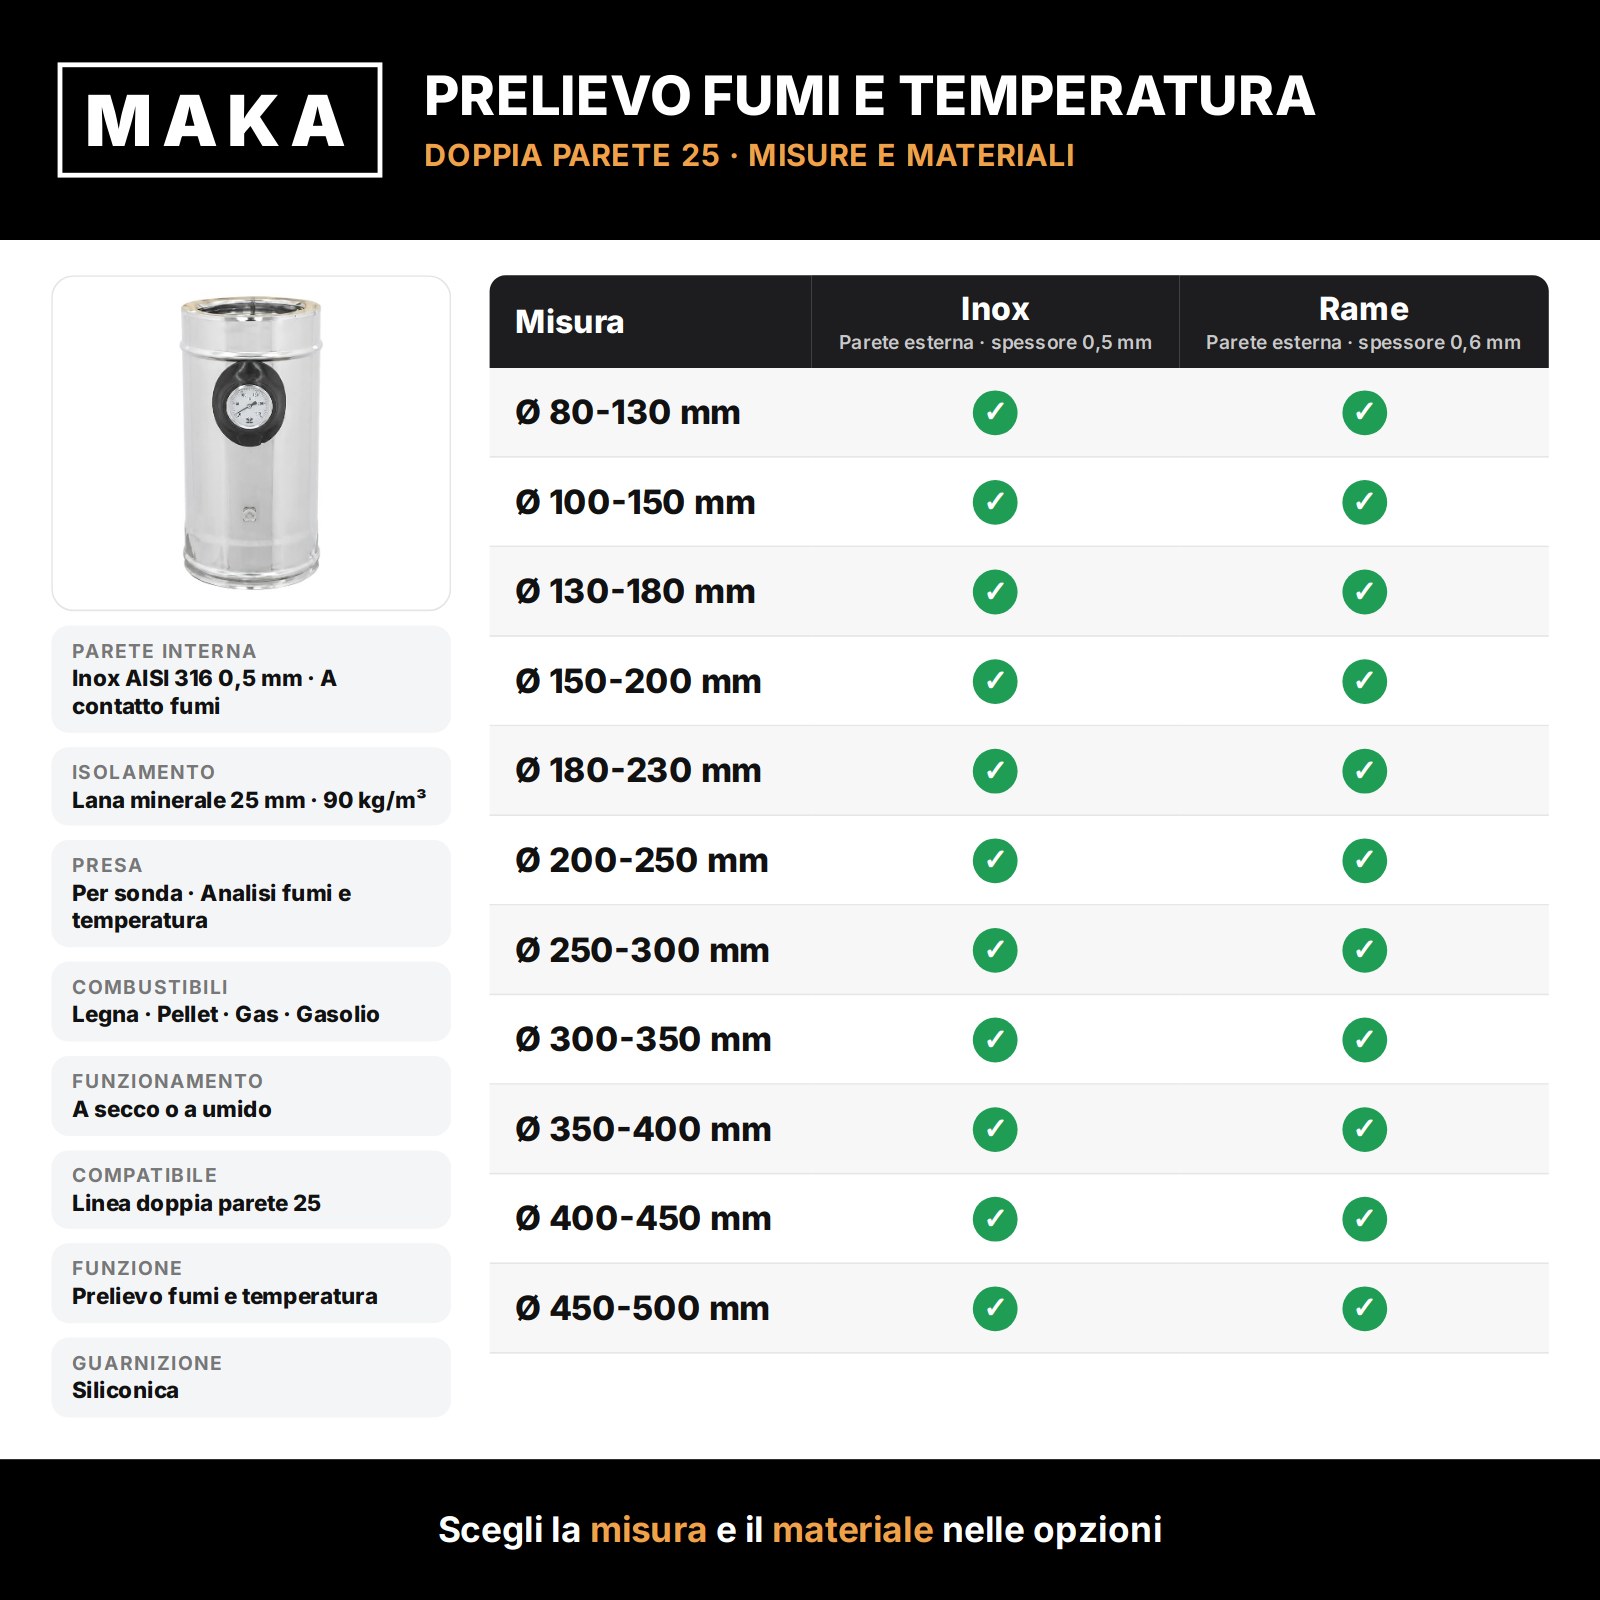 MAKA
PRELIEVO FUMI E TEMPERATURA
DOPPIA PARETE 25 · MISURE E MATERIALI
PARETE INTERNA
Inox AISI 316 0,5 mm · A
contatto fumi
ISOLAMENTO
Lana minerale 25 mm · 90 kg/m³
PRESA
Per sonda · Analisi fumi e
temperatura
COMBUSTIBILI
Legna · Pellet · Gas · Gasolio
FUNZIONAMENTO
A secco o a umido
COMPATIBILE
Linea doppia parete 25
FUNZIONE
Prelievo fumi e temperatura
GUARNIZIONE
Siliconica
Misura
Inox
Parete esterna · spessore 0,5 mm
Rame
Parete esterna · spessore 0,6 mm
Ø 80-130 mm ✓ ✓
Ø 100-150 mm ✓ ✓
Ø 130-180 mm ✓ ✓
Ø 150-200 mm ✓ ✓
Ø 180-230 mm ✓ ✓
Ø 200-250 mm ✓ ✓
Ø 250-300 mm ✓ ✓
Ø 300-350 mm ✓ ✓
Ø 350-400 mm ✓ ✓
Ø 400-450 mm ✓ ✓
Ø 450-500 mm ✓ ✓
Scegli la misura e il materiale nelle opzioni